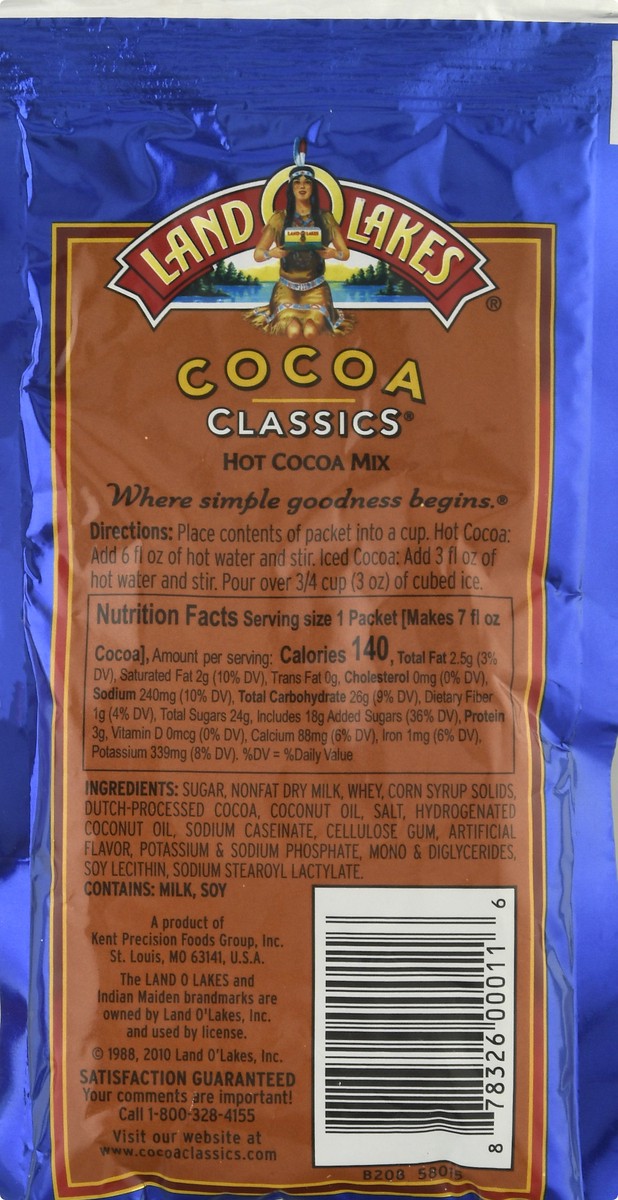 LAND O LAKES
®
COCOA
CLASSICS®
HOT COCOA MIX
Where simple goodness begins.®
Directions: Place contents of packet into a cup. Hot Cocoa:
Add 6 fl oz of hot water and stir. Iced Cocoa: Add 3 fl oz of
hot water and stir. Pour over 3/4 cup (3 oz) of cubed ice.
Nutrition Facts Serving size 1 Packet [Makes 7 fl oz
Cocoa], Amount per serving: Calories 140, Total Fat 2.5g (3%
DV), Saturated Fat 2g (10% DV), Trans Fat 0g, Cholesterol 0mg (0% DV),
Sodium 240mg (10% DV), Total Carbohydrate 26g (9% DV), Dietary Fiber
1g (4% DV), Total Sugars 24g, Includes 18g Added Sugars (36% DV), Protein
3g, Vitamin D 0mcg (0% DV), Calcium 88mg (6% DV), Iron 1mg (6% DV),
Potassium 339mg (8% DV). %DV = %Daily Value
INGREDIENTS: SUGAR, NONFAT DRY MILK, WHEY, CORN SYRUP SOLIDS,
DUTCH-PROCESSED COCOA, COCONUT OIL, SALT, HYDROGENATED
COCONUT OIL, SODIUM CASEINATE, CELLULOSE GUM, ARTIFICIAL
FLAVOR, POTASSIUM & SODIUM PHOSPHATE, MONO & DIGLYCERIDES,
SOY LECITHIN, SODIUM STEAROYL LACTYLATE.
CONTAINS: MILK, SOY
A product of
Kent Precision Foods Group, Inc.
St. Louis, MO 63141, U.S.A.
The LAND O LAKES and
Indian Maiden brandmarks are
owned by Land O'Lakes, Inc.
and used by license.
© 1988, 2010 Land O'Lakes, Inc.
SATISFACTION GUARANTEED
Your comments are important!
Call 1-800-328-4155
Visit our website at
www.cocoaclassics.com
8 78326 00011 6
B20B